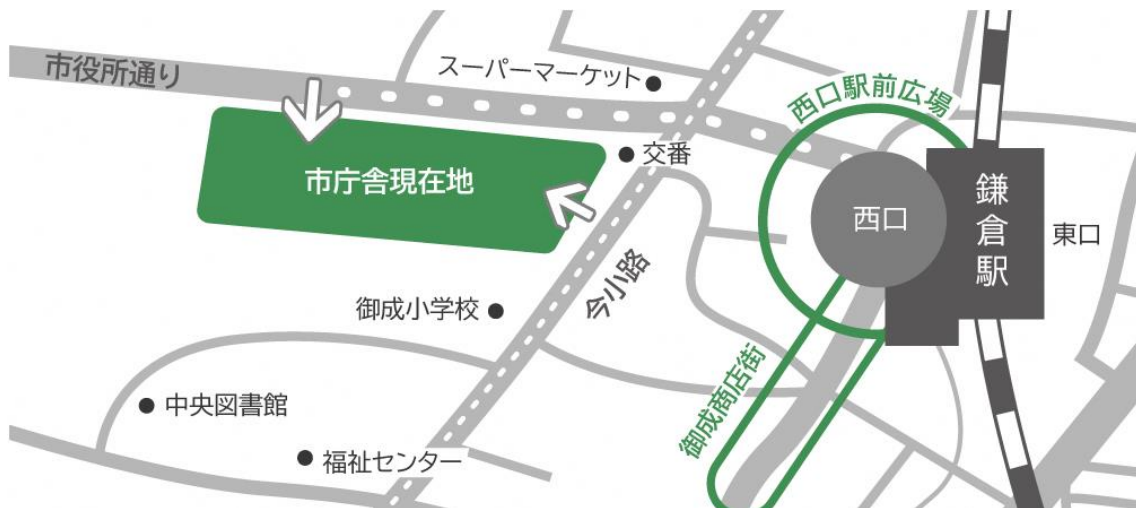 市役所通り
スーパーマーケット
西口駅前広場
交番
市庁舎現在地
西口
鎌倉駅
東口
今小路
御成小学校
御成商店街
中央図書館
福祉センター